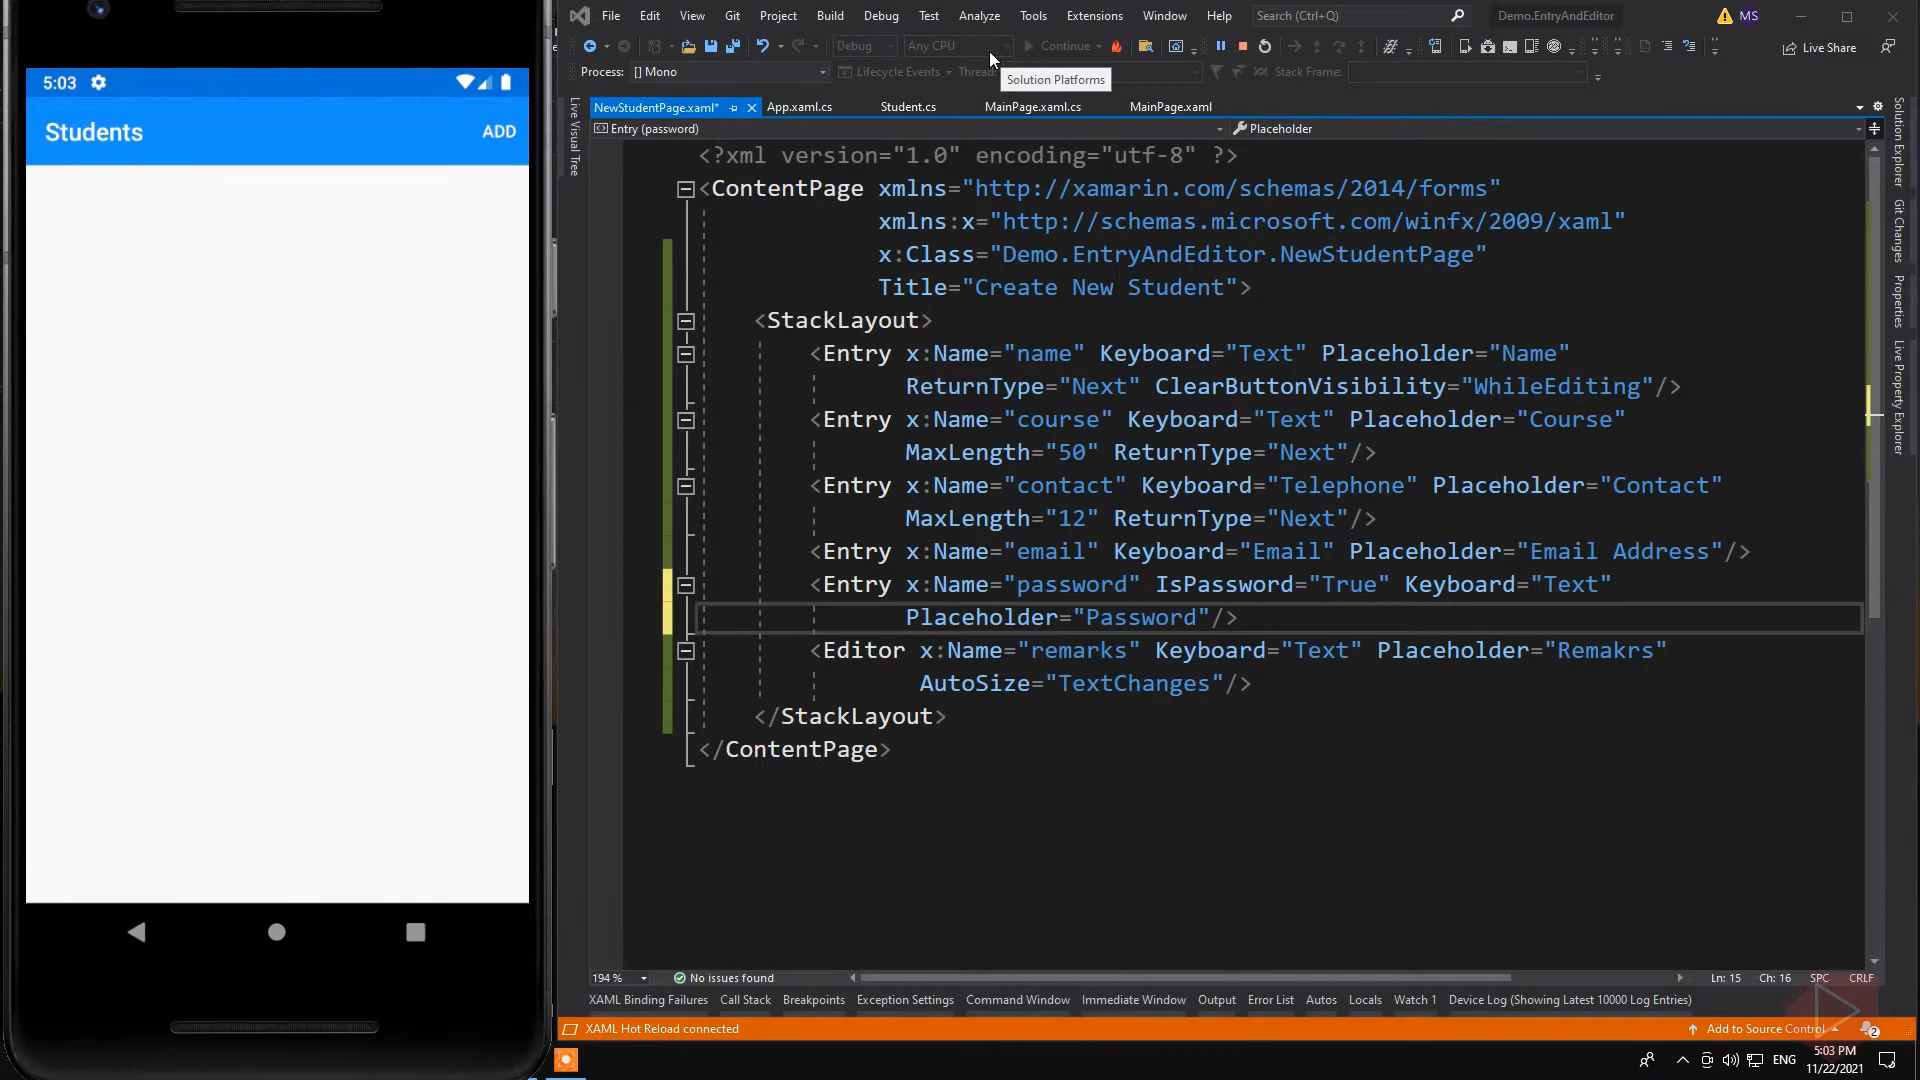 5:03
Students
ADD
File Edit View Git Project Build Debug Test Analyze Tools Extensions Window Help Search (Ctrl+Q) Demo.EntryAndEditor MS
Debug Any CPU Continue Live Share
Process: [] Mono Lifecycle Events Thread: Stack Frame:
Solution Platforms
NewStudentPage.xaml* App.xaml.cs Student.cs MainPage.xaml.cs MainPage.xaml
Entry (password) Placeholder
Live Visual Tree
<?xml version="1.0" encoding="utf-8" ?>
<ContentPage xmlns="http://xamarin.com/schemas/2014/forms"
xmlns:x="http://schemas.microsoft.com/winfx/2009/xaml"
x:Class="Demo.EntryAndEditor.NewStudentPage"
Title="Create New Student">
<StackLayout>
<Entry x:Name="name" Keyboard="Text" Placeholder="Name"
ReturnType="Next" ClearButtonVisibility="WhileEditing"/>
<Entry x:Name="course" Keyboard="Text" Placeholder="Course"
MaxLength="50" ReturnType="Next"/>
<Entry x:Name="contact" Keyboard="Telephone" Placeholder="Contact"
MaxLength="12" ReturnType="Next"/>
<Entry x:Name="email" Keyboard="Email" Placeholder="Email Address"/>
<Entry x:Name="password" IsPassword="True" Keyboard="Text"
Placeholder="Password"/>
<Editor x:Name="remarks" Keyboard="Text" Placeholder="Remakrs"
AutoSize="TextChanges"/>
</StackLayout>
</ContentPage>
Solution Explorer
Git Changes
Properties
Live Property Explorer
194 % No issues found Ln: 15 Ch: 16 SPC CRLF
XAML Binding Failures Call Stack Breakpoints Exception Settings Command Window Immediate Window Output Error List Autos Locals Watch 1 Device Log (Showing Latest 10000 Log Entries)
XAML Hot Reload connected Add to Source Control 2
ENG 5:03 PM
11/22/2021